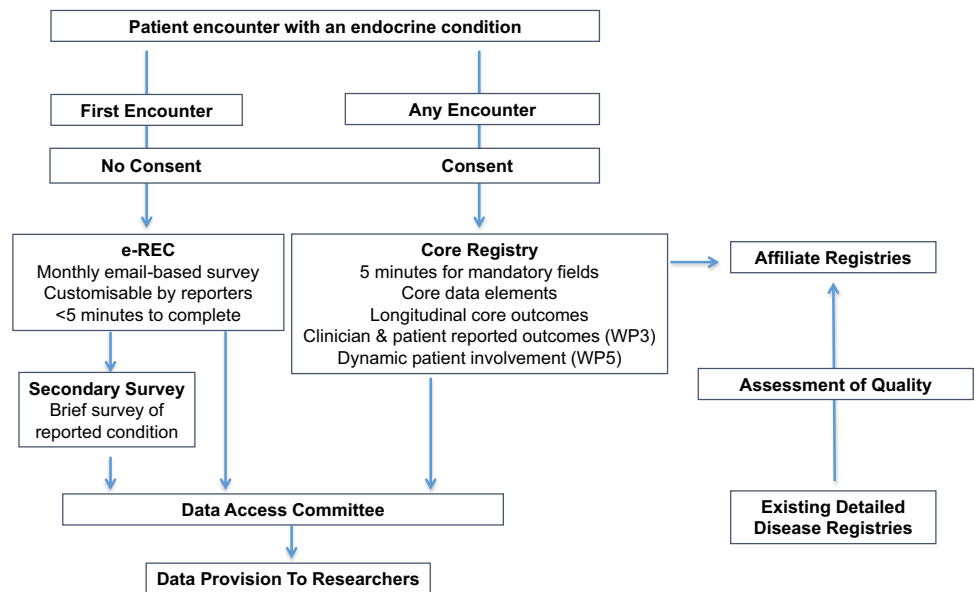 Patient encounter with an endocrine condition
First Encounter
Any Encounter
No Consent
Consent
e-REC
Monthly email-based survey
Customisable by reporters
<5 minutes to complete
Core Registry
5 minutes for mandatory fields
Core data elements
Longitudinal core outcomes
Clinician & patient reported outcomes (WP3)
Dynamic patient involvement (WP5)
Affiliate Registries
Secondary Survey
Brief survey of
reported condition
Assessment of Quality
Data Access Committee
Existing Detailed
Disease Registries
Data Provision To Researchers